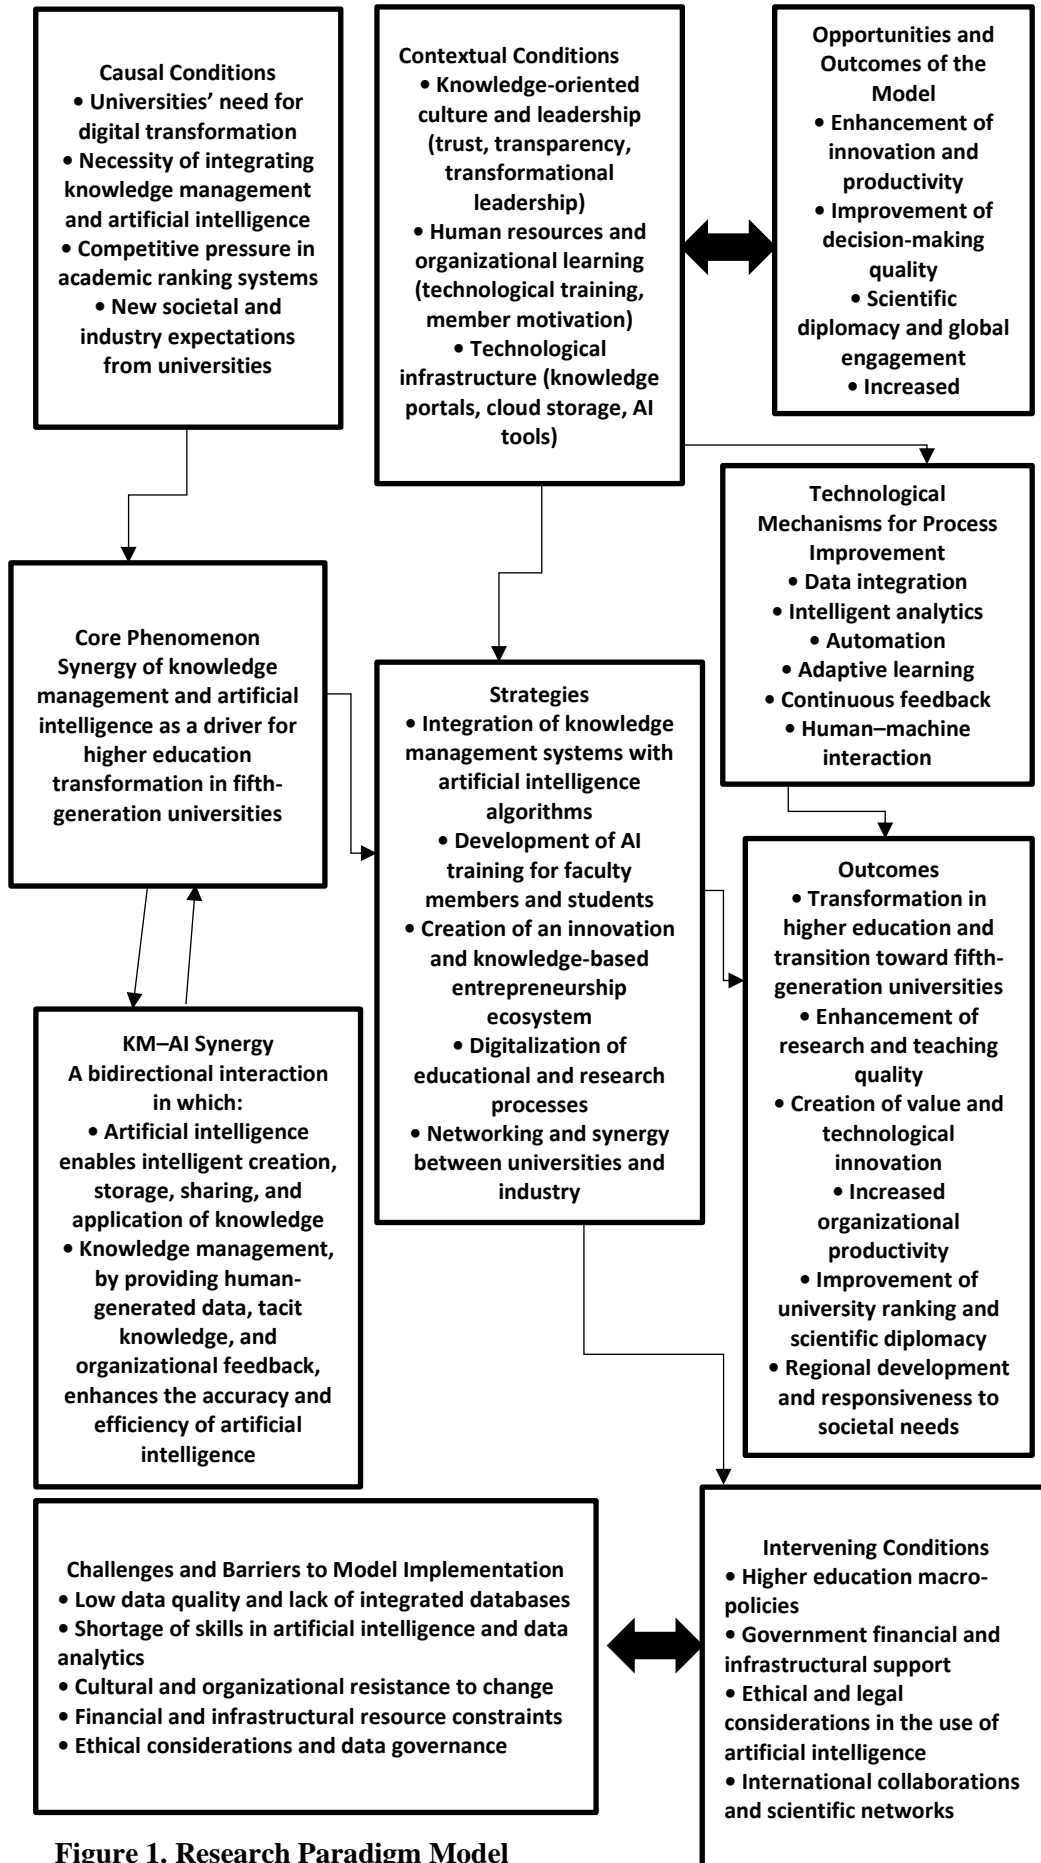 Causal Conditions
• Universities’ need for
digital transformation
• Necessity of integrating
knowledge management
and artificial intelligence
• Competitive pressure in
academic ranking systems
• New societal and
industry expectations
from universities
Contextual Conditions
• Knowledge-oriented
culture and leadership
(trust, transparency,
transformational
leadership)
• Human resources and
organizational learning
(technological training,
member motivation)
• Technological
infrastructure (knowledge
portals, cloud storage, AI
tools)
Opportunities and
Outcomes of the
Model
• Enhancement of
innovation and
productivity
• Improvement of
decision-making
quality
• Scientific
diplomacy and global
engagement
• Increased
Technological
Mechanisms for Process
Improvement
• Data integration
• Intelligent analytics
• Automation
• Adaptive learning
• Continuous feedback
• Human–machine
interaction
Core Phenomenon
Synergy of knowledge
management and artificial
intelligence as a driver for
higher education
transformation in fifth-
generation universities
Strategies
• Integration of knowledge
management systems with
artificial intelligence
algorithms
• Development of AI
training for faculty
members and students
• Creation of an innovation
and knowledge-based
entrepreneurship
ecosystem
• Digitalization of
educational and research
processes
• Networking and synergy
between universities and
industry
Outcomes
• Transformation in
higher education and
transition toward fifth-
generation universities
• Enhancement of
research and teaching
quality
• Creation of value and
technological
innovation
• Increased
organizational
productivity
• Improvement of
university ranking and
scientific diplomacy
• Regional development
and responsiveness to
societal needs
KM–AI Synergy
A bidirectional interaction
in which:
• Artificial intelligence
enables intelligent creation,
storage, sharing, and
application of knowledge
• Knowledge management,
by providing human-
generated data, tacit
knowledge, and
organizational feedback,
enhances the accuracy and
efficiency of artificial
intelligence
Challenges and Barriers to Model Implementation
• Low data quality and lack of integrated databases
• Shortage of skills in artificial intelligence and data
analytics
• Cultural and organizational resistance to change
• Financial and infrastructural resource constraints
• Ethical considerations and data governance
Intervening Conditions
• Higher education macro-
policies
• Government financial and
infrastructural support
• Ethical and legal
considerations in the use of
artificial intelligence
• International collaborations
and scientific networks
Figure 1. Research Paradigm Model